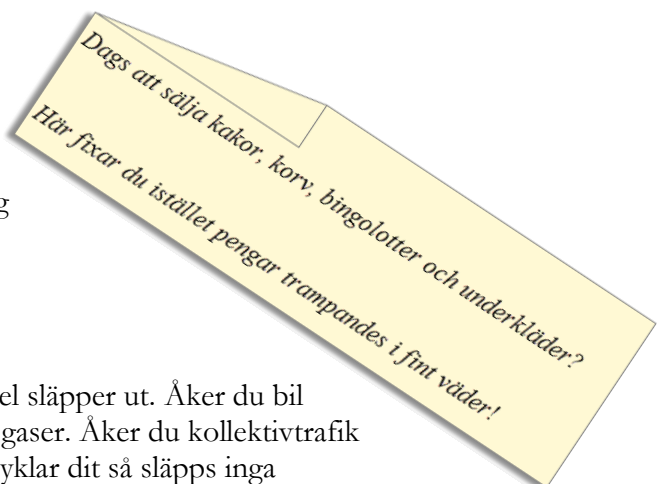 Dags att sälja kakor, korv, bingolotter och underkläder?
Här fixar du istället pengar trampandes i fint väder!
g
el släpper ut. Åker du bil
gaser. Åker du kollektivtrafik
yklar dit så släpps inga